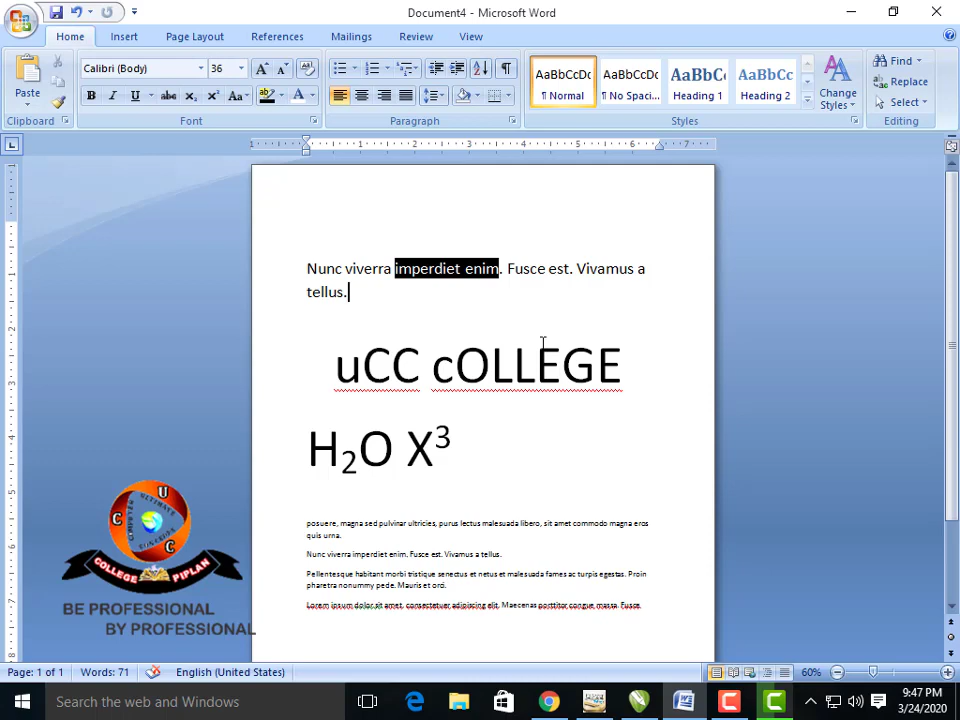 Document4 - Microsoft Word
Home Insert Page Layout References Mailings Review View
Paste
Clipboard
Calibri (Body) 36
Font
Paragraph
AaBbCcDc
¶ Normal
AaBbCcDc
¶ No Spaci...
AaBbCc
Heading 1
AaBbCc
Heading 2
Change
Styles
Styles
Find
Replace
Select
Editing
Nunc viverra imperdiet enim. Fusce est. Vivamus a
tellus.
uCC cOLLEGE
H₂O X³
posuere, magna sed pulvinar ultricies, purus lectus malesuada libero, sit amet commodo magna eros
quis urna.
Nunc viverra imperdiet enim. Fusce est. Vivamus a tellus.
Pellentesque habitant morbi tristique senectus et netus et malesuada fames ac turpis egestas. Proin
pharetra nonummy pede. Mauris et orci.
Lorem ipsum dolor sit amet, consectetuer adipiscing elit. Maecenas porttitor congue massa. Fusce
U
C C
ULTIMATE
COLLEGE PIPLAN
BE PROFESSIONAL
BY PROFESSIONAL
Page: 1 of 1 Words: 71 English (United States) 60%
Search the web and Windows
9:47 PM
3/24/2020